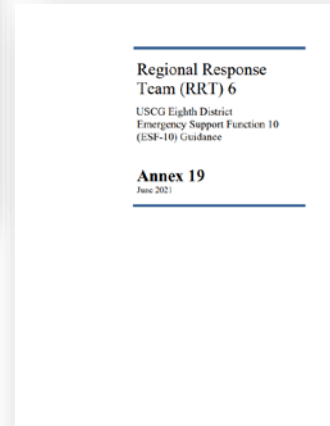 Regional Response
Team (RRT) 6
USCG Eighth District
Emergency Support Function 10
(ESF-10) Guidance
Annex 19
June 2021